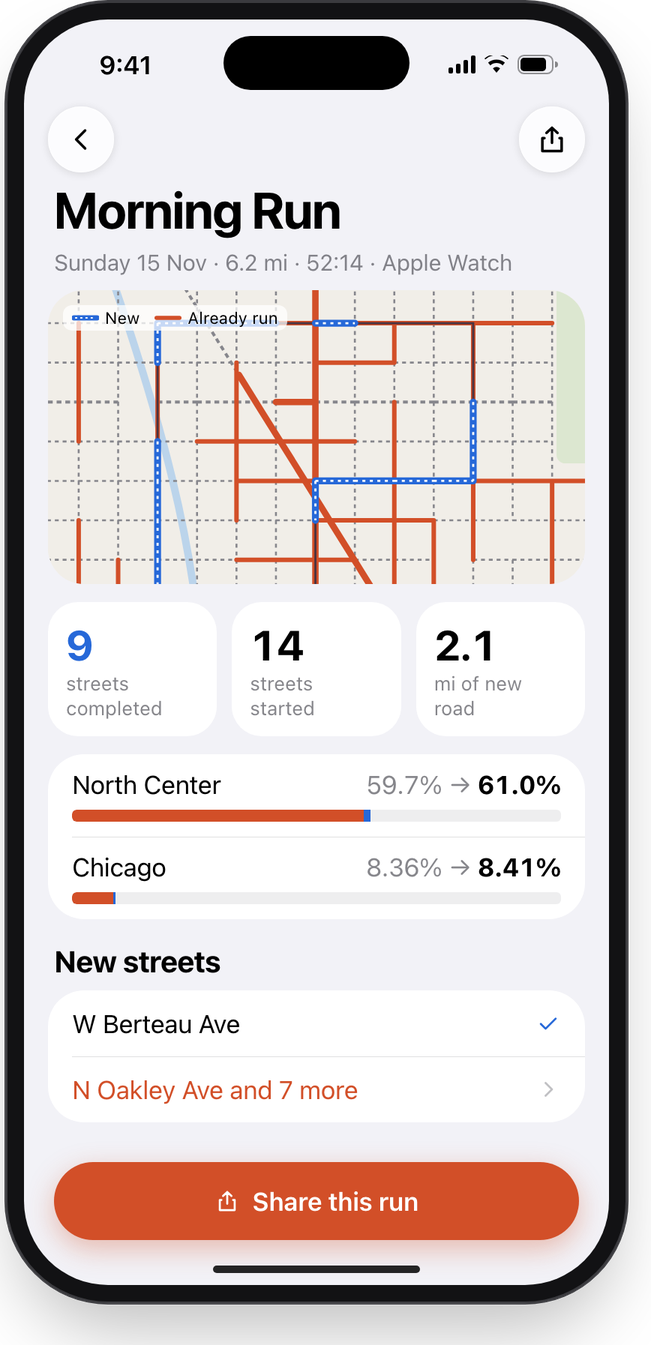 9:41
Morning Run
Sunday 15 Nov · 6.2 mi · 52:14 · Apple Watch
New Already run
9
streets
completed
14
streets
started
2.1
mi of new
road
North Center 59.7% → 61.0%
Chicago 8.36% → 8.41%
New streets
W Berteau Ave
N Oakley Ave and 7 more
Share this run